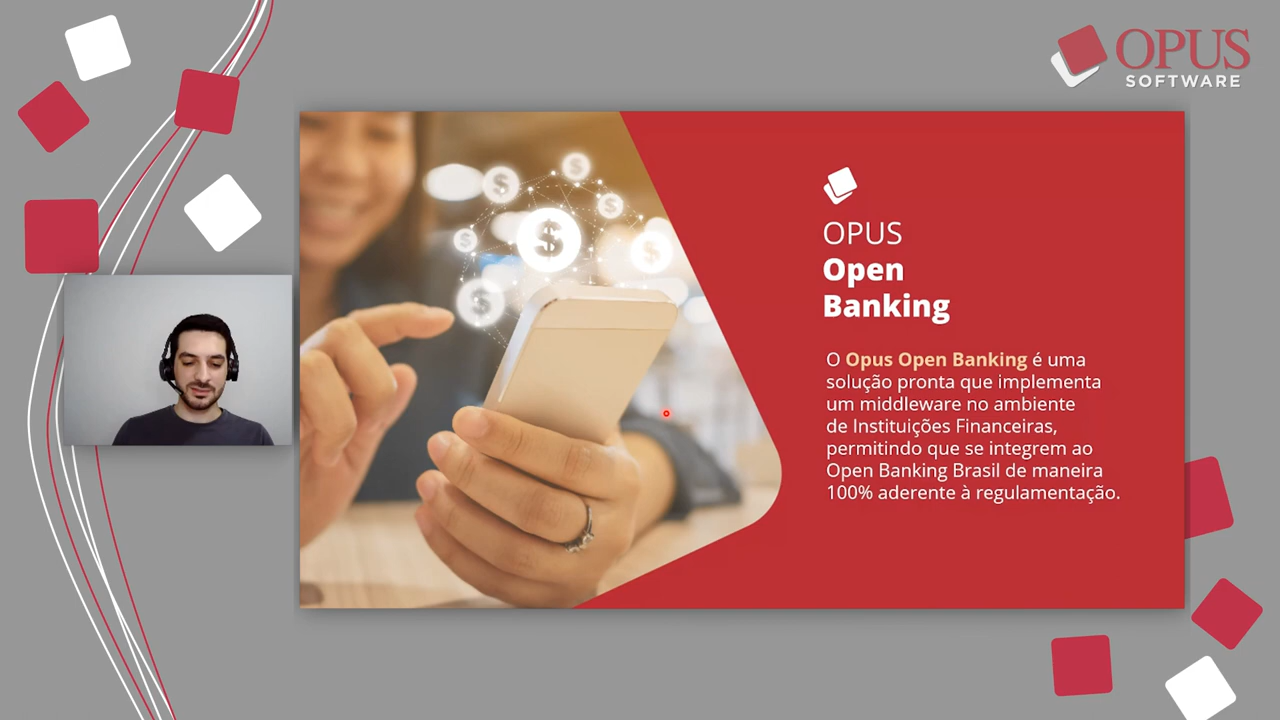 OPUS
SOFTWARE
OPUS
Open
Banking
O Opus Open Banking é uma
solução pronta que implementa
um middleware no ambiente
de Instituições Financeiras,
permitindo que se integrem ao
Open Banking Brasil de maneira
100% aderente à regulamentação.
$
$
$
$
$
$
$